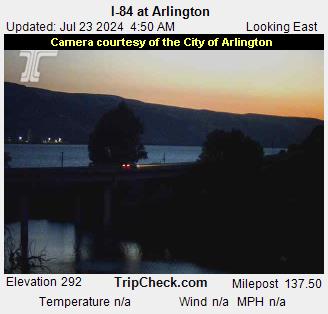 I-84 at Arlington
Updated: Jul 23 2024 4:50 AM Looking East
Camera courtesy of the City of Arlington
Elevation 292 TripCheck.com Milepost 137.50
Temperature n/a Wind n/a MPH n/a